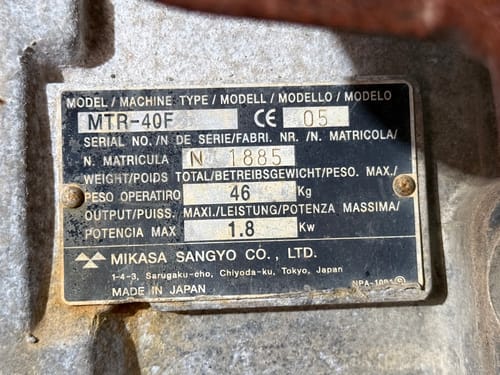 MODEL / MACHINE TYPE / MODELL / MODELLO / MODELO
MTR-40F CE 05
SERIAL NO. /N DE SÉRIE/FABRI. NR. /N. MATRICOLA/
N. MATRICULA N 1885
WEIGHT/POIDS TOTAL/BETREIBSGEWICHT/PESO. MAX./
PESO OPERATIRO 46 Kg
OUTPUT/PUISS. MAXI./LEISTUNG/POTENZA MASSIMA/
POTENCIA MAX 1.8 Kw
MIKASA SANGYO CO., LTD.
1-4-3, Sarugaku-cho, Chiyoda-ku, Tokyo, Japan
MADE IN JAPAN